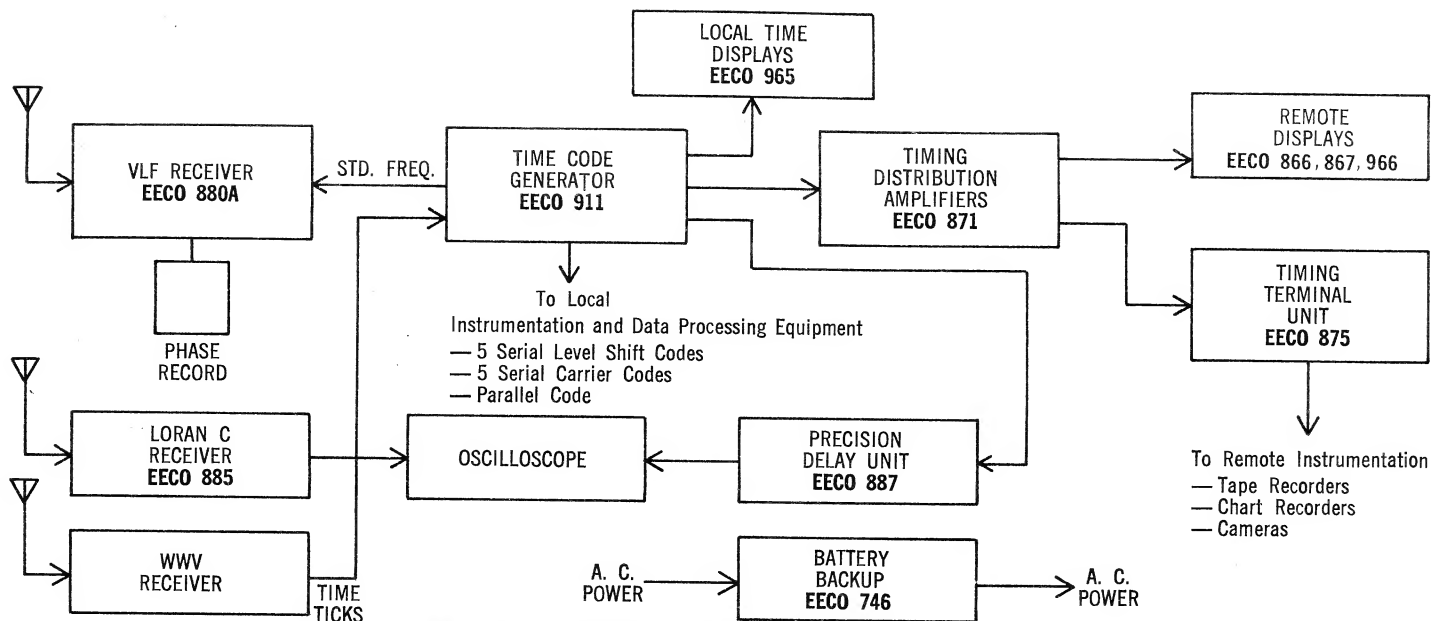 LOCAL TIME
DISPLAYS
EECO 965
VLF RECEIVER
EECO 880A
STD. FREQ.
TIME CODE
GENERATOR
EECO 911
TIMING
DISTRIBUTION
AMPLIFIERS
EECO 871
REMOTE
DISPLAYS
EECO 866, 867, 966
PHASE
RECORD
To Local
Instrumentation and Data Processing Equipment
— 5 Serial Level Shift Codes
— 5 Serial Carrier Codes
— Parallel Code
TIMING
TERMINAL
UNIT
EECO 875
LORAN C
RECEIVER
EECO 885
OSCILLOSCOPE
PRECISION
DELAY UNIT
EECO 887
To Remote Instrumentation
— Tape Recorders
— Chart Recorders
— Cameras
WWV
RECEIVER
TIME
TICKS
A. C.
POWER
BATTERY
BACKUP
EECO 746
A. C.
POWER